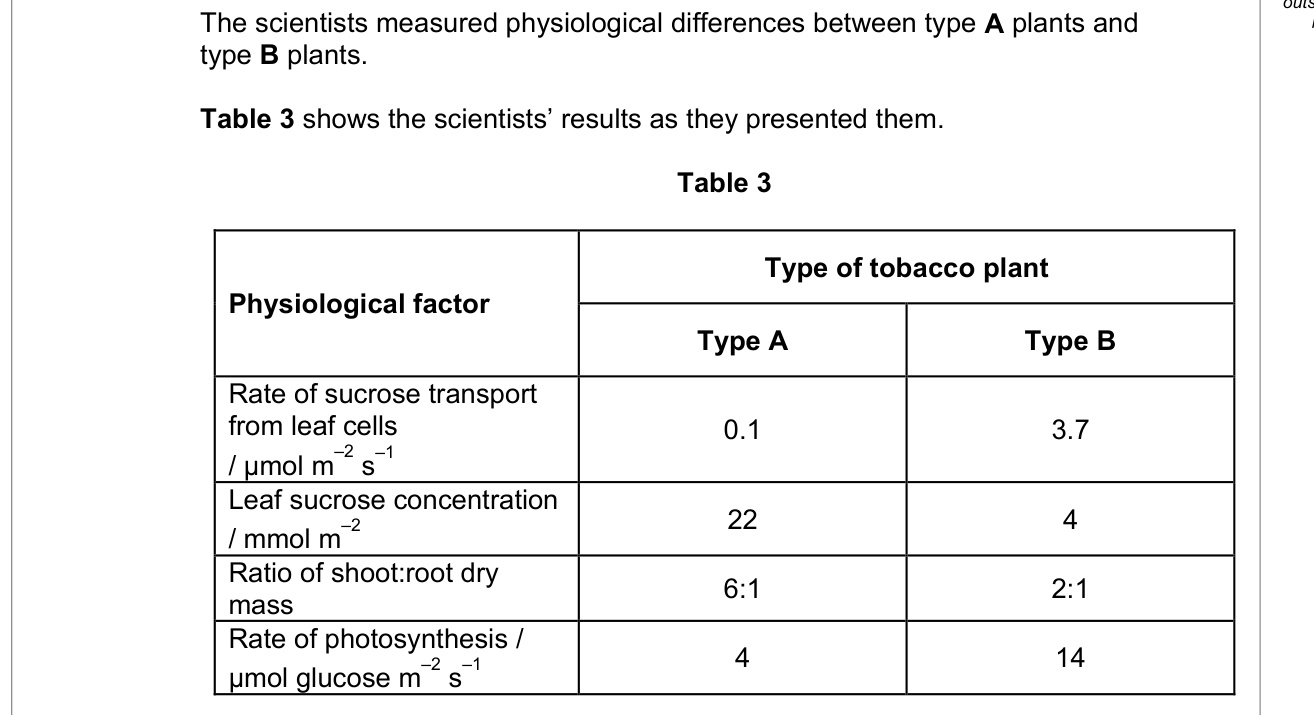 outs
The scientists measured physiological differences between type A plants and
type B plants.
Table 3 shows the scientists’ results as they presented them.
Table 3
Physiological factor
Type of tobacco plant
Type A
Type B
Rate of sucrose transport
from leaf cells
/ µmol m⁻² s⁻¹
0.1
3.7
Leaf sucrose concentration
/ mmol m⁻²
22
4
Ratio of shoot:root dry
mass
6:1
2:1
Rate of photosynthesis /
µmol glucose m⁻² s⁻¹
4
14